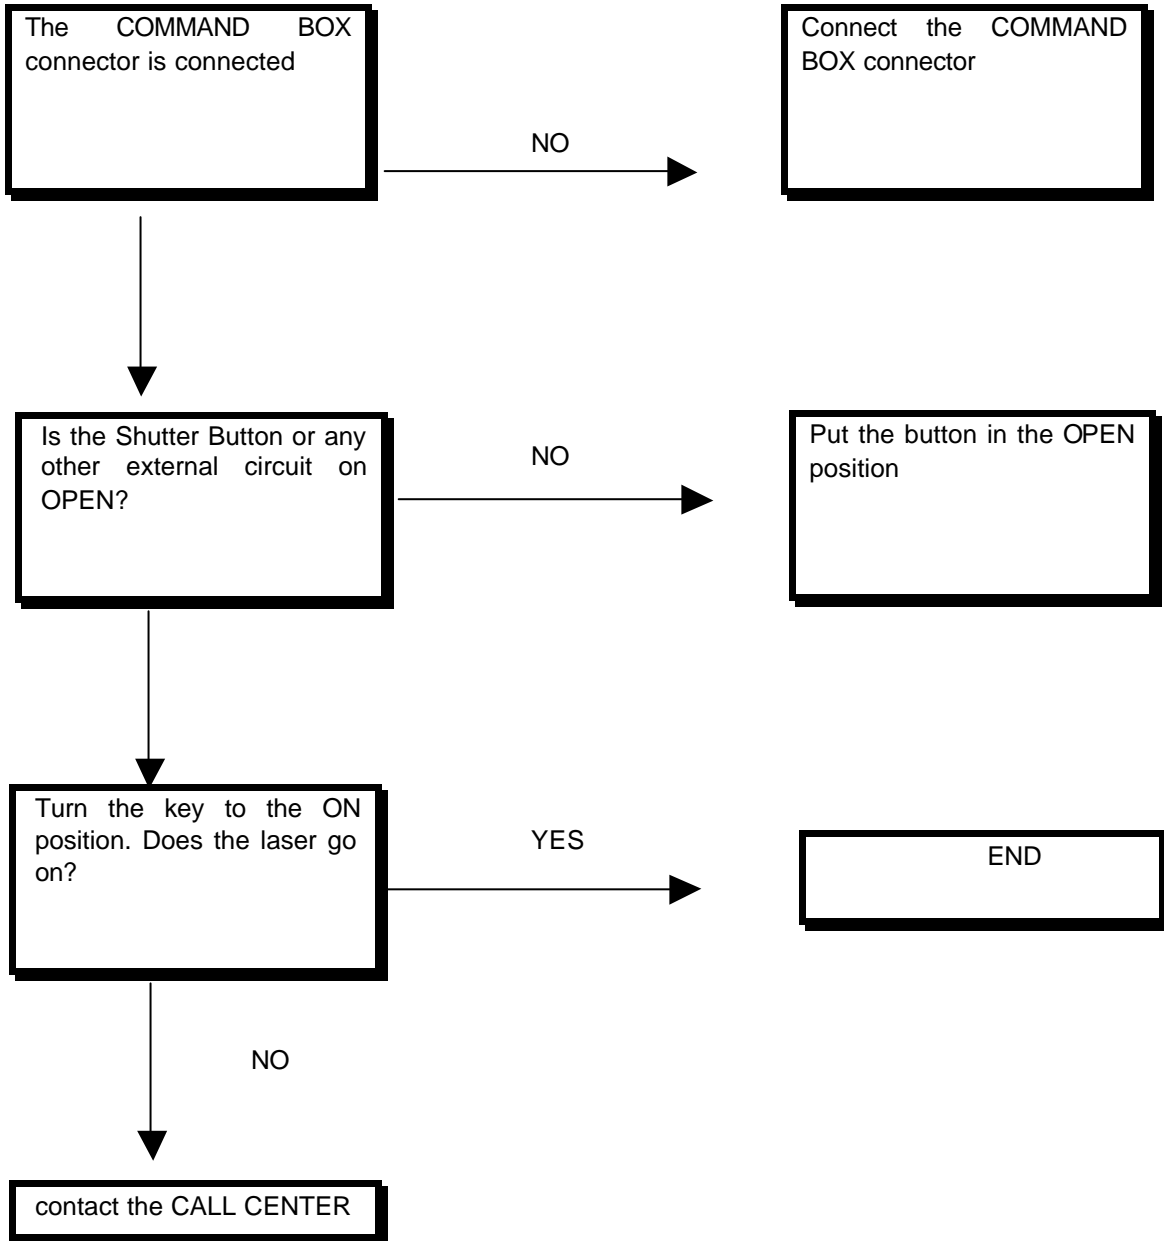 The COMMAND BOX
connector is connected
Connect the COMMAND
BOX connector
NO
Is the Shutter Button or any
other external circuit on
OPEN?
NO
Put the button in the OPEN
position
Turn the key to the ON
position. Does the laser go
on?
YES
END
NO
contact the CALL CENTER